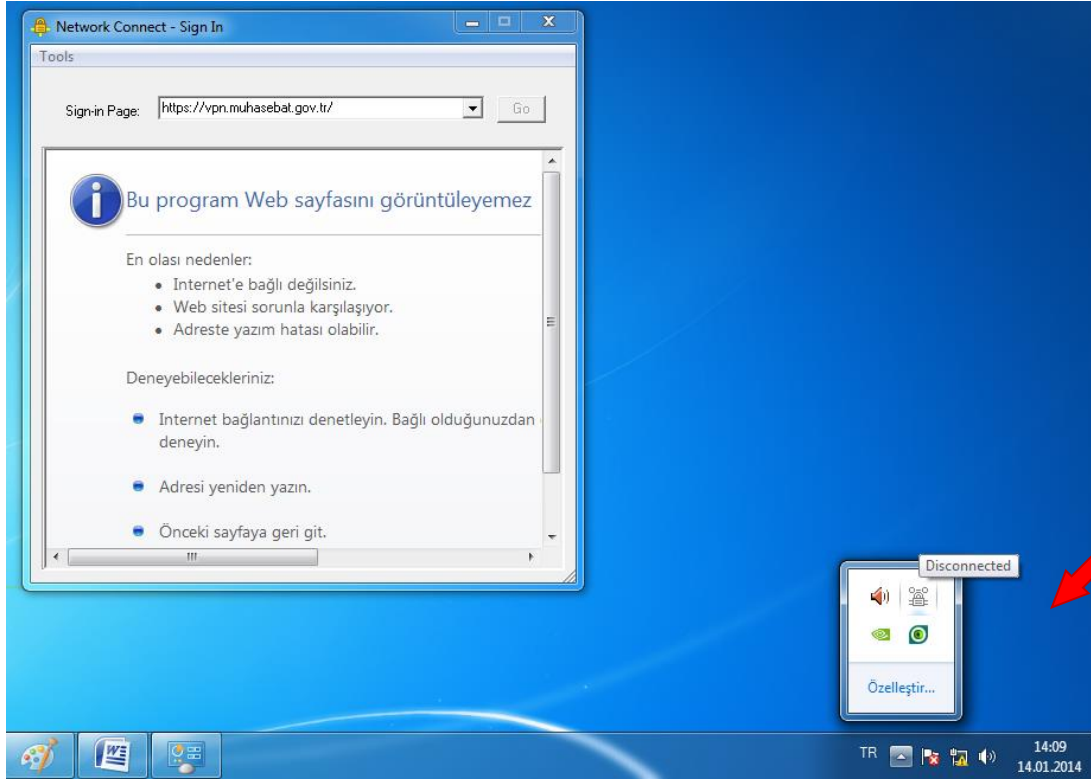 Network Connect - Sign In
Tools
Sign-in Page: https://vpn.muhasebat.gov.tr/ Go
Bu program Web sayfasını görüntüleyemez
En olası nedenler:
Internet'e bağlı değilsiniz.
Web sitesi sorunla karşılaşıyor.
Adreste yazım hatası olabilir.
Deneyebilecekleriniz:
Internet bağlantınızı denetleyin. Bağlı olduğunuzdan
deneyin.
Adresi yeniden yazın.
Önceki sayfaya geri git.
Disconnected
Özelleştir...
TR 14:09
14.01.2014